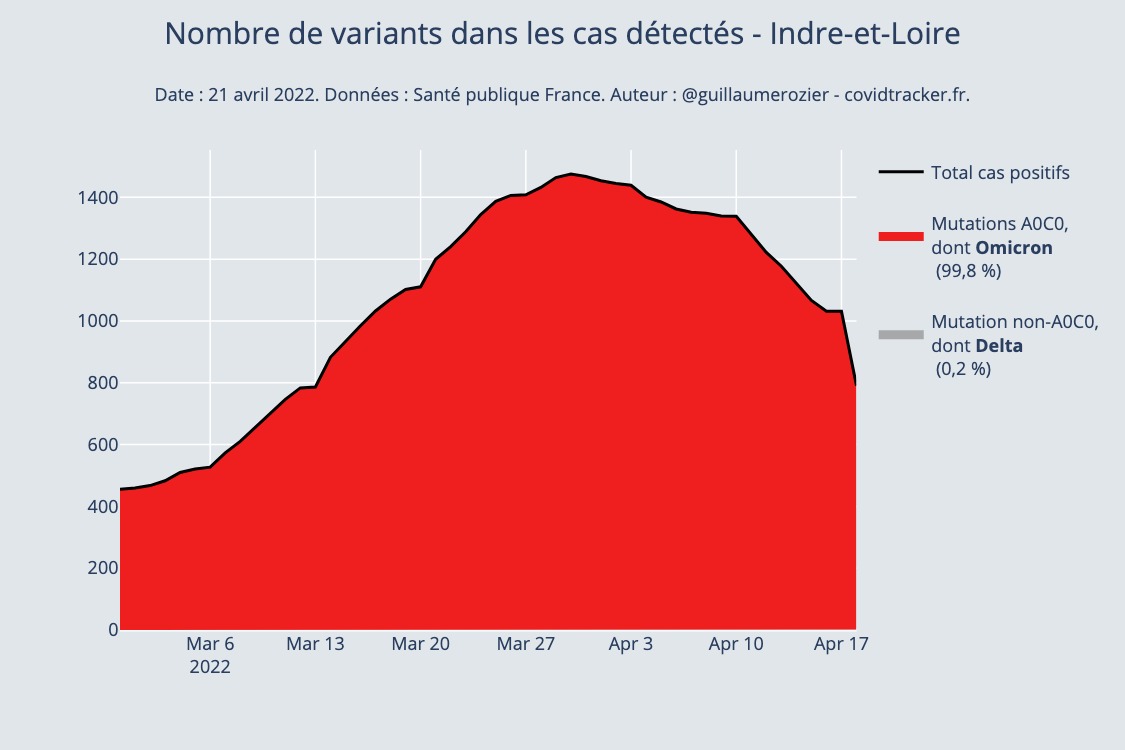 Nombre de variants dans les cas détectés - Indre-et-Loire
Date : 21 avril 2022. Données : Santé publique France. Auteur : @guillaumerozier - covidtracker.fr.
Total cas positifs
Mutations A0C0,
dont Omicron
(99,8 %)
Mutation non-A0C0,
dont Delta
(0,2 %)
1400
1200
1000
800
600
400
200
0
Mar 6 Mar 13 Mar 20 Mar 27 Apr 3 Apr 10 Apr 17
2022